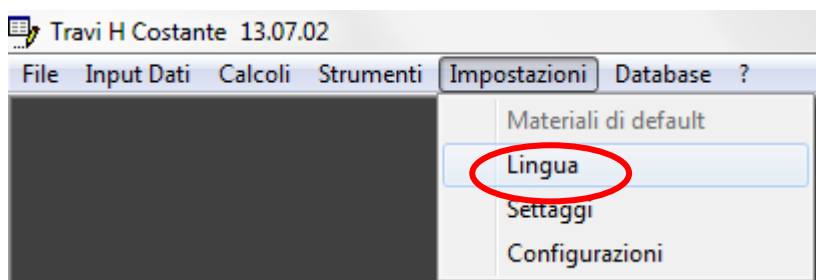 Travi H Costante 13.07.02
File Input Dati Calcoli Strumenti Impostazioni Database ?
Materiali di default
Lingua
Settaggi
Configurazioni